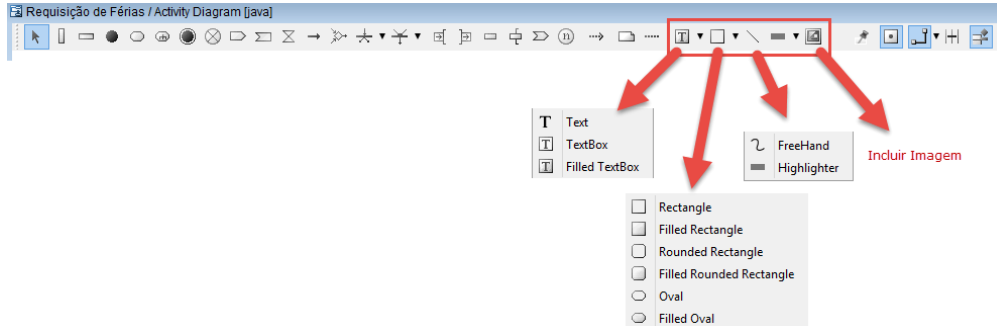 Requisição de Férias / Activity Diagram [java]
T Text
T TextBox
T Filled TextBox
FreeHand
Highlighter
Incluir Imagem
Rectangle
Filled Rectangle
Rounded Rectangle
Filled Rounded Rectangle
Oval
Filled Oval